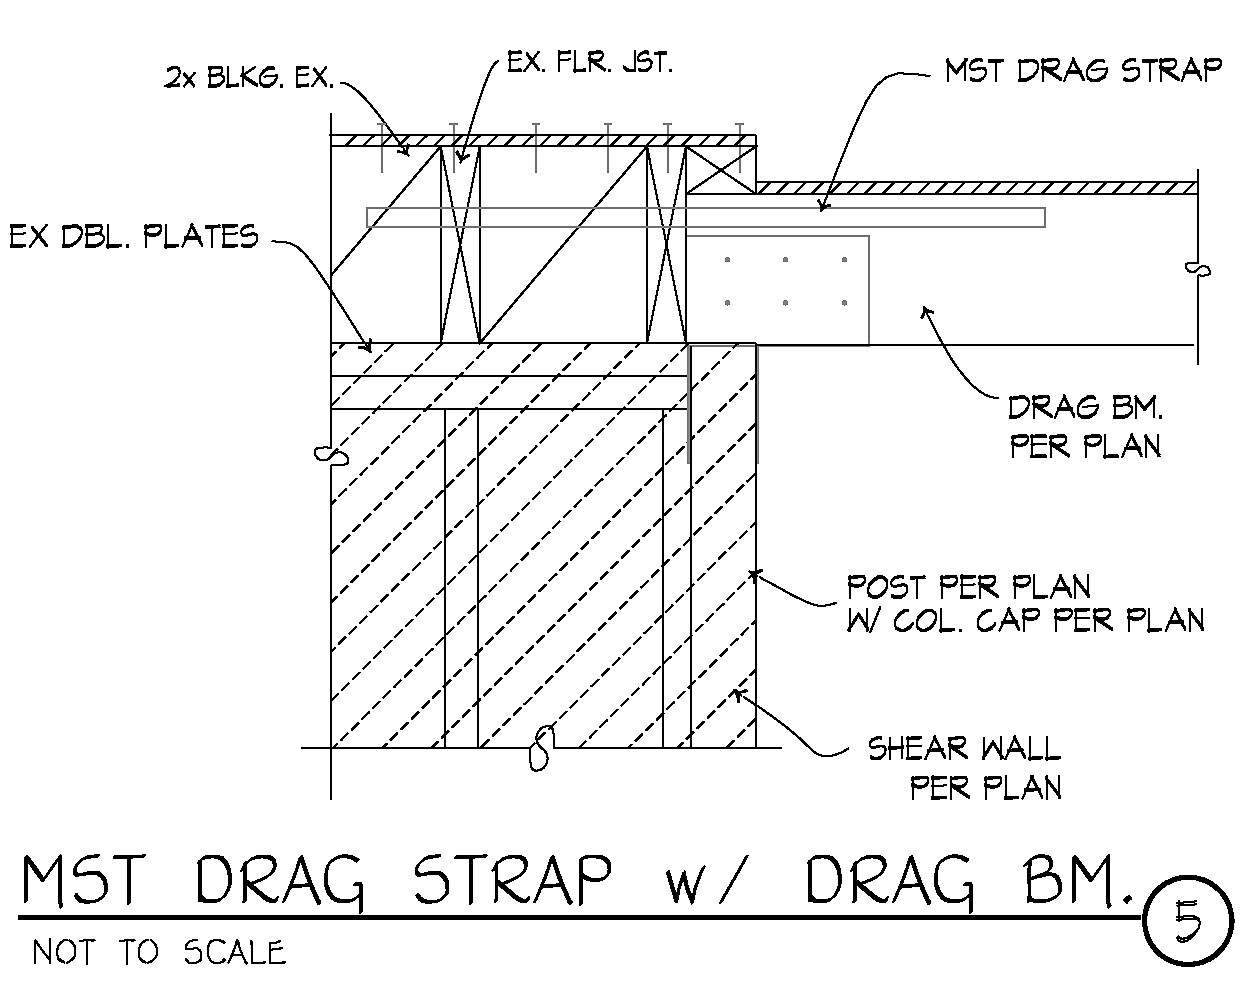 2x BLKG. EX.
EX. FLR. JST.
MST DRAG STRAP
EX DBL. PLATES
DRAG BM.
PER PLAN
POST PER PLAN
W/ COL. CAP PER PLAN
SHEAR WALL
PER PLAN
MST DRAG STRAP w/ DRAG BM.
5
NOT TO SCALE